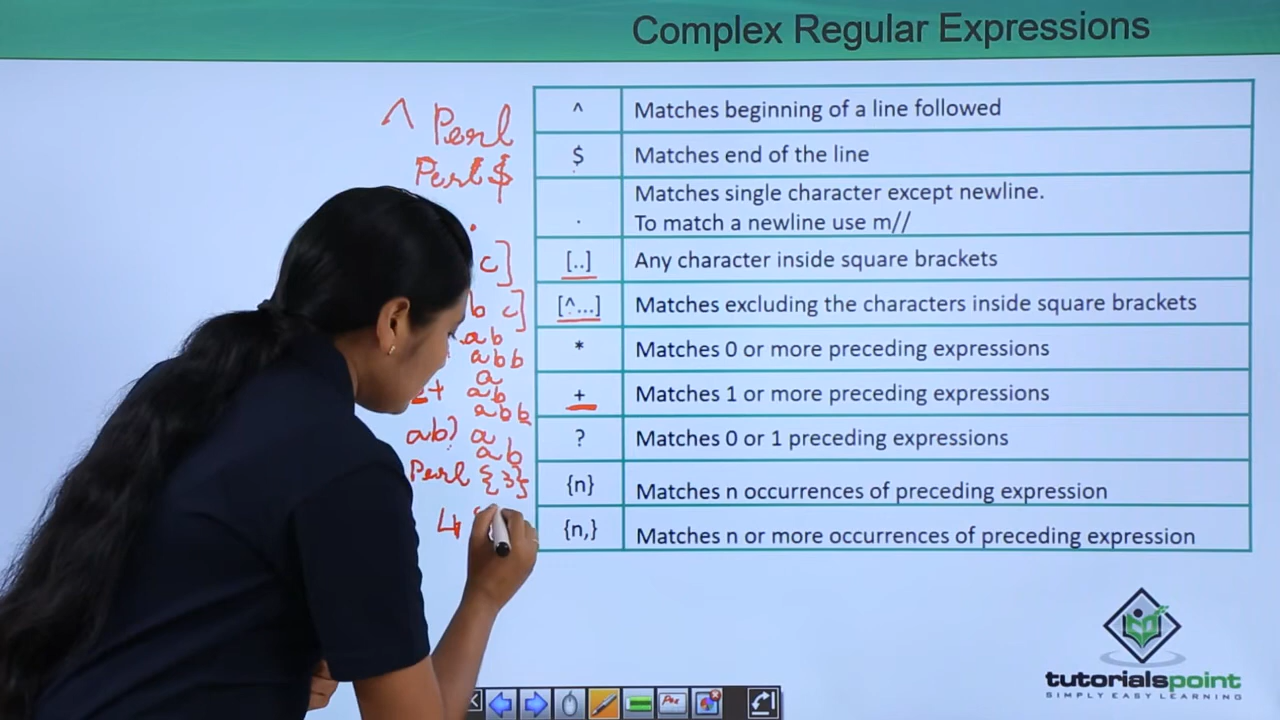 Complex Regular Expressions
^ Perl
^ Matches beginning of a line followed
Perl $
$ Matches end of the line
. Matches single character except newline.
To match a newline use m//
c]
[..] Any character inside square brackets
b c]
[^...] Matches excluding the characters inside square brackets
ab
abb
* Matches 0 or more preceding expressions
a
+ ab
+ Matches 1 or more preceding expressions
abb
ab? a
? Matches 0 or 1 preceding expressions
ab
Perl {3}
{n} Matches n occurrences of preceding expression
4
{n,} Matches n or more occurrences of preceding expression
tutorialspoint
SIMPLY EASY LEARNING